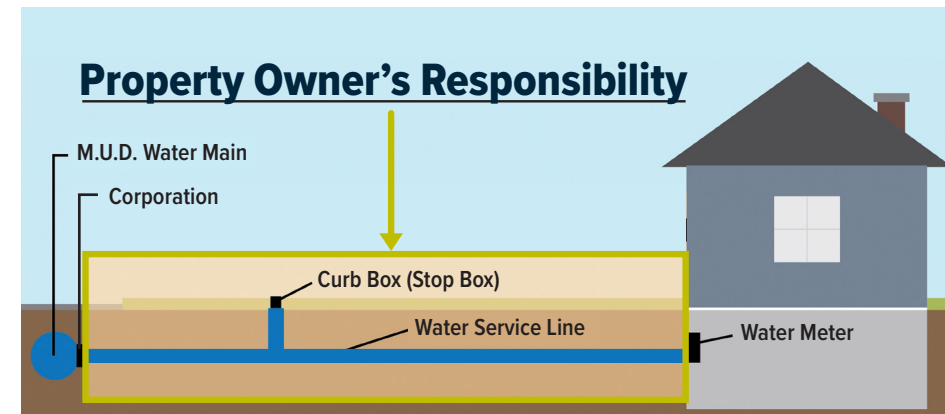 Property Owner’s Responsibility
M.U.D. Water Main
Corporation
Curb Box (Stop Box)
Water Service Line
Water Meter